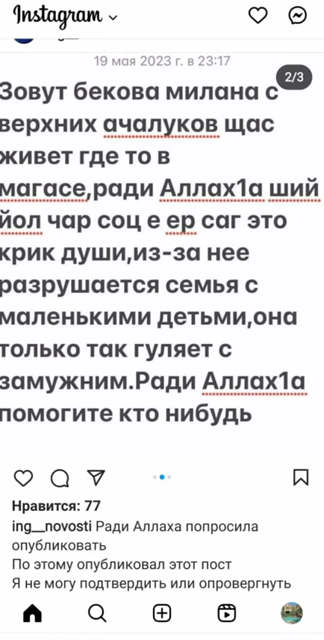 Instagram
19 мая 2023 г. в 23:17
2/3
Зовут бекова милана с
верхних ачалуков щас
живет где то в
магасе,ради Аллах1а ший
йол чар соц е ер саг это
крик души,из-за нее
разрушается семья с
маленькими детьми,она
только так гуляет с
замужним.Ради Аллах1а
помогите кто нибудь
Нравится: 77
ing__novosti Ради Аллаха попросила
опубликовать
По этому опубликовал этот пост
Я не могу подтвердить или опровергнуть